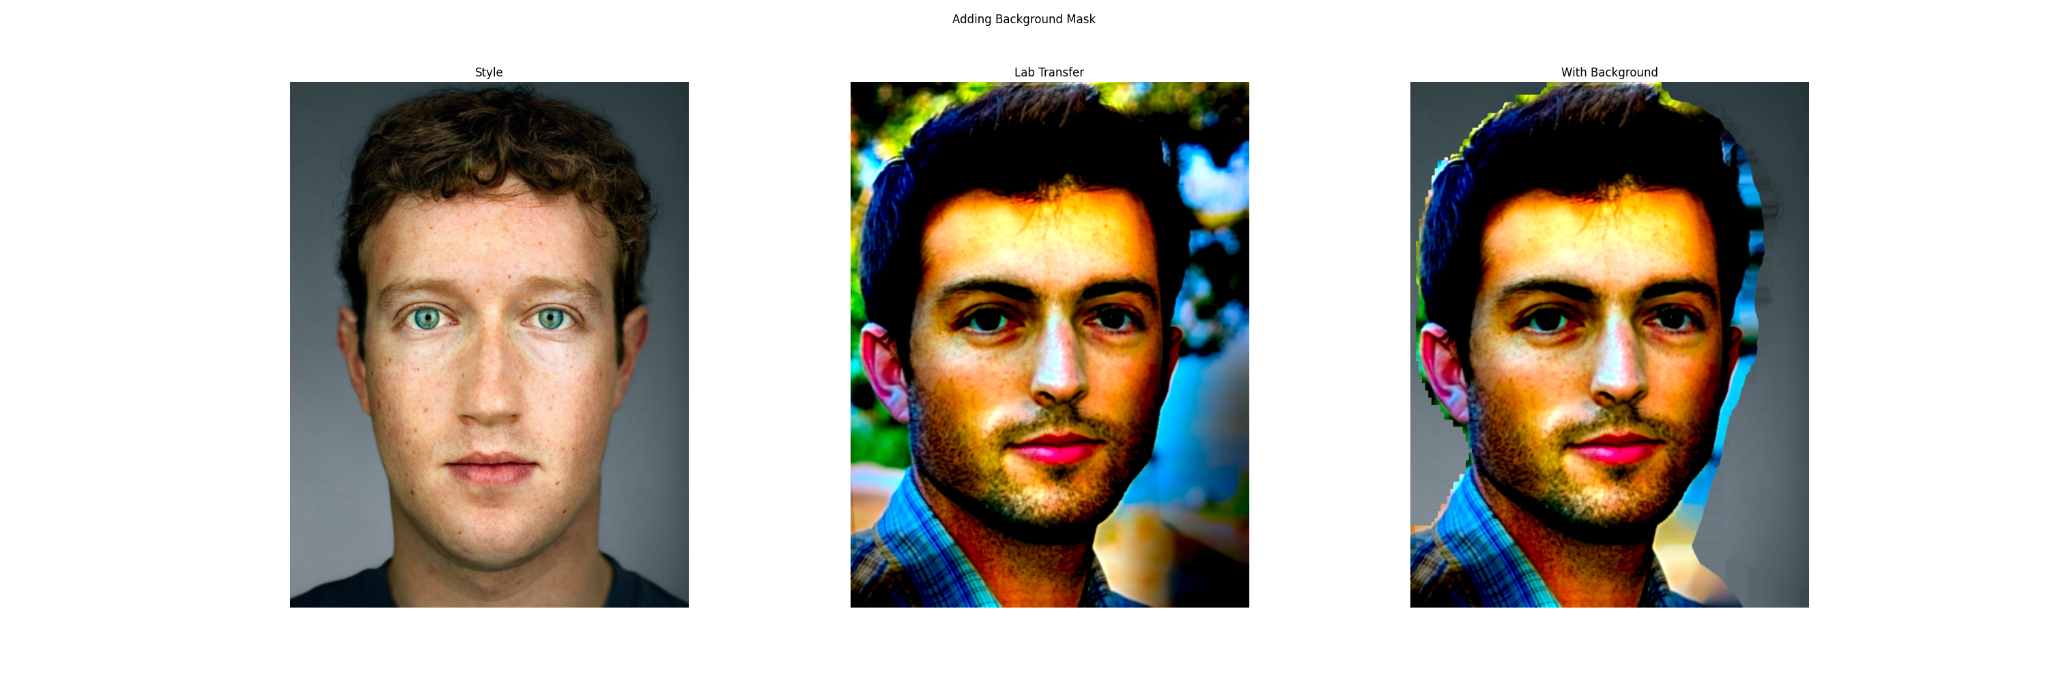 Adding Background Mask
Style
Lab Transfer
With Background